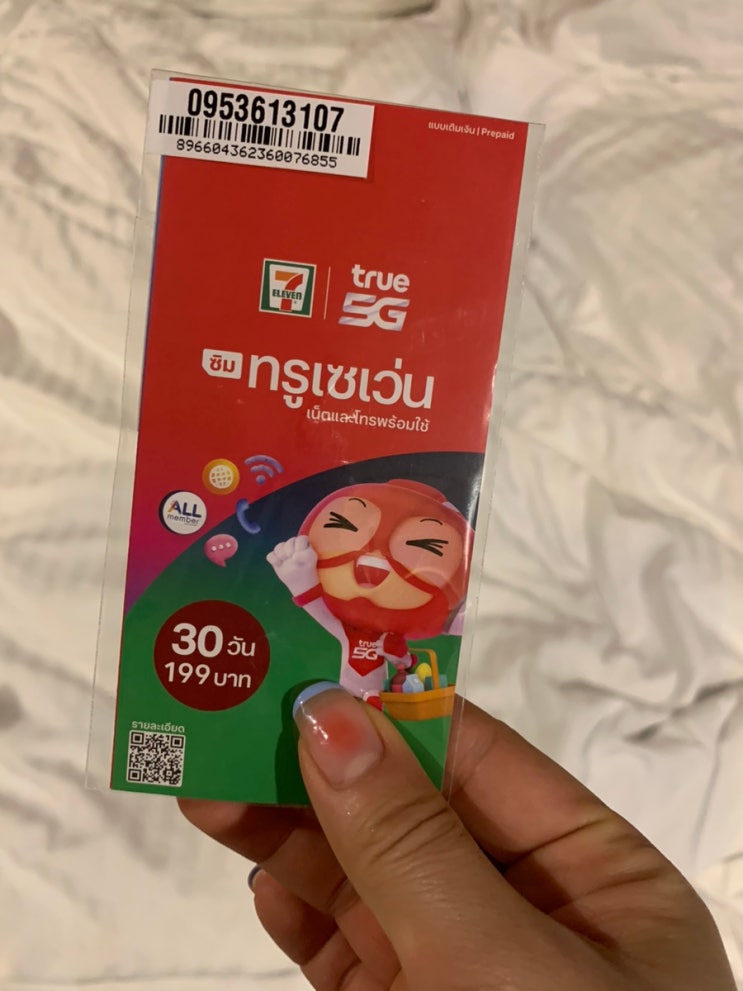 0953613107
896604362360076855
แบบเติมเงิน | Prepaid
7
ELEVEN
true
5G
ซิม ทรูเซเว่น
เน็ตและโทรพร้อมใช้
ALL
member
true
5G
30 วัน
199 บาท
รายละเอียด